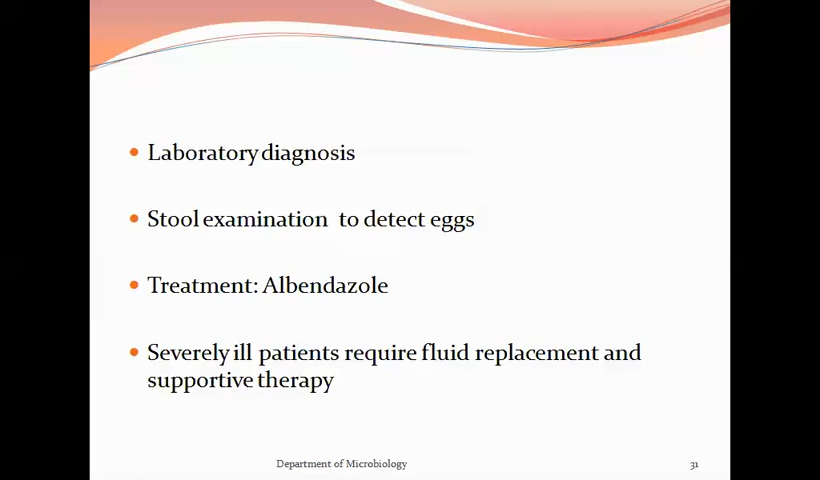 Laboratory diagnosis
Stool examination to detect eggs
Treatment: Albendazole
Severely ill patients require fluid replacement and
supportive therapy
Department of Microbiology
31